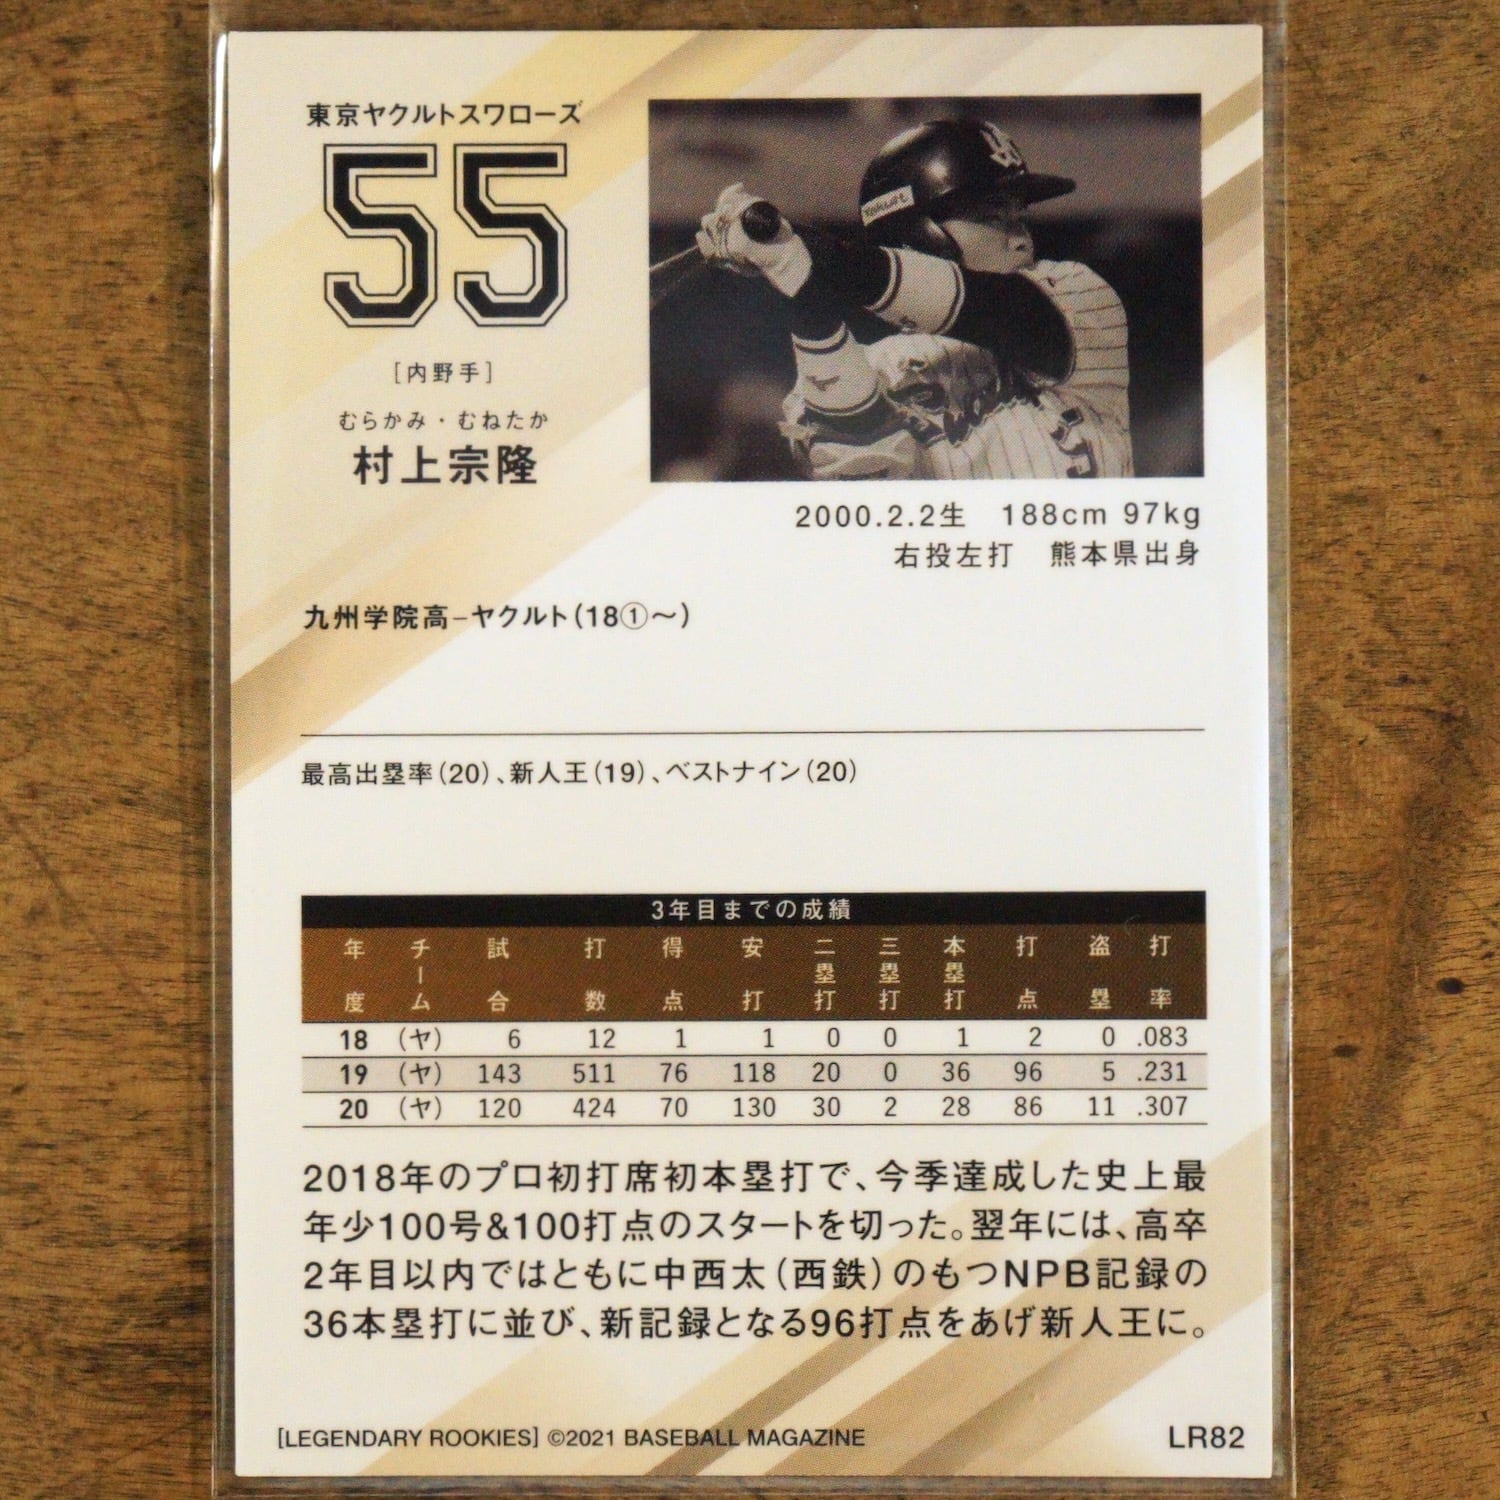 東京ヤクルトスワローズ
55
[内野手]
むらかみ・むねたか
村上宗隆
Yakult
5
2000.2.2生 188cm 97kg
右投左打 熊本県出身
九州学院高−ヤクルト(18①〜)
最高出塁率(20)、新人王(19)、ベストナイン(20)
3年目までの成績
年度 チーム 試合 打数 得点 安打 二塁打 三塁打 本塁打 打点 盗塁 打率
18 (ヤ) 6 12 1 1 0 0 1 2 0 .083
19 (ヤ) 143 511 76 118 20 0 36 96 5 .231
20 (ヤ) 120 424 70 130 30 2 28 86 11 .307
2018年のプロ初打席初本塁打で、今季達成した史上最
年少100号&100打点のスタートを切った。翌年には、高卒
2年目以内ではともに中西太(西鉄)のもつNPB記録の
36本塁打に並び、新記録となる96打点をあげ新人王に。
[LEGENDARY ROOKIES] ©2021 BASEBALL MAGAZINE
LR82